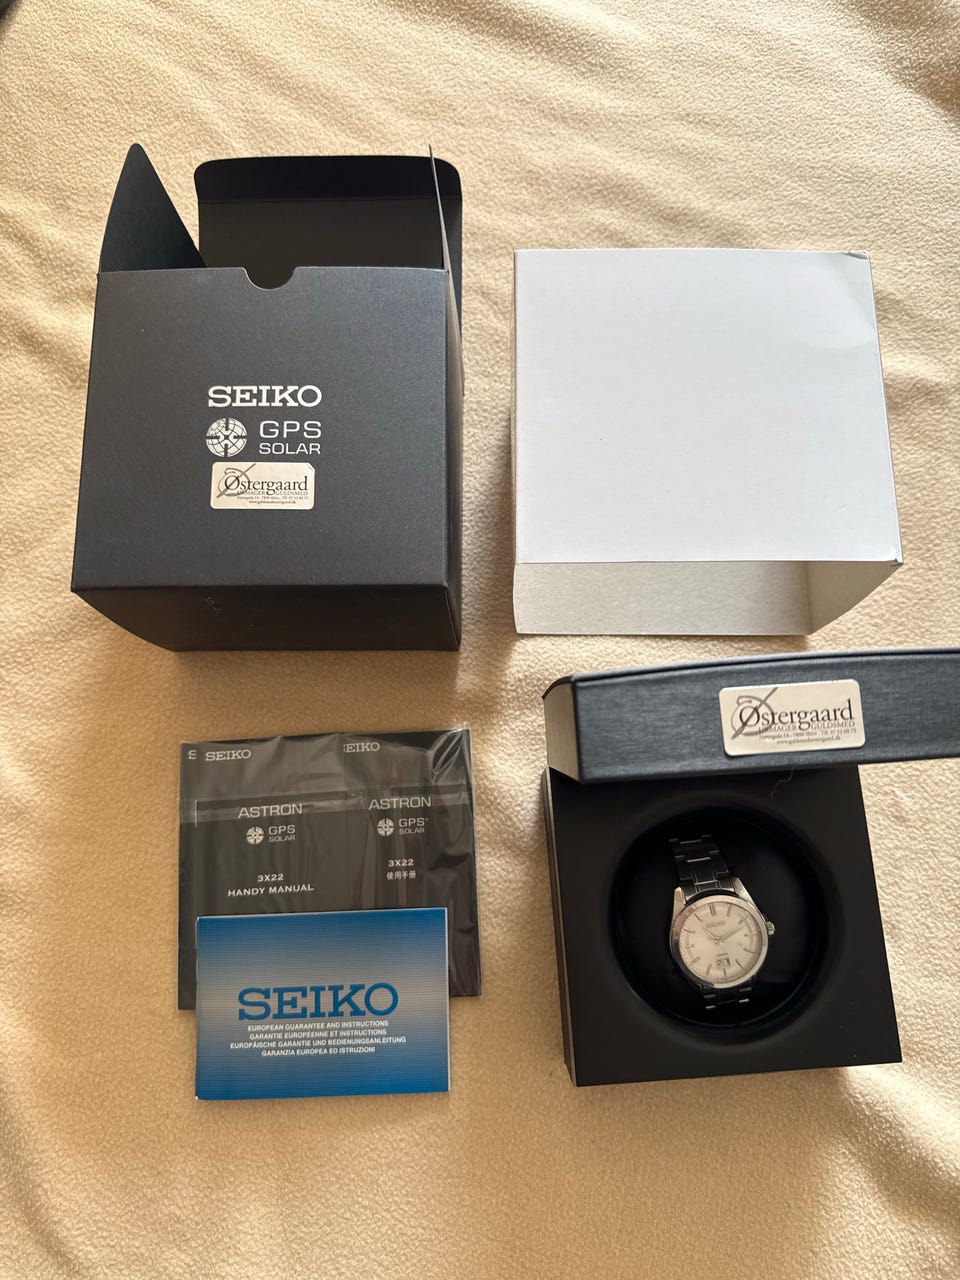 SEIKO
GPS
SOLAR
Østergaard
URMAGER GULDSMED
SEIKO
ASTRON
GPS
SOLAR
3X22
HANDY MANUAL
S
EIKO
ASTRON
GPS
SOLAR
3X22
使用手册
SEIKO
EUROPEAN GUARANTEE AND INSTRUCTIONS
GARANTIE EUROPÉENNE ET INSTRUCTIONS
EUROPÄISCHE GARANTIE UND BEDIENUNGSANLEITUNG
GARANZIA EUROPEA ED ISTRUZIONI
Østergaard
URMAGER GULDSMED
SEIKO